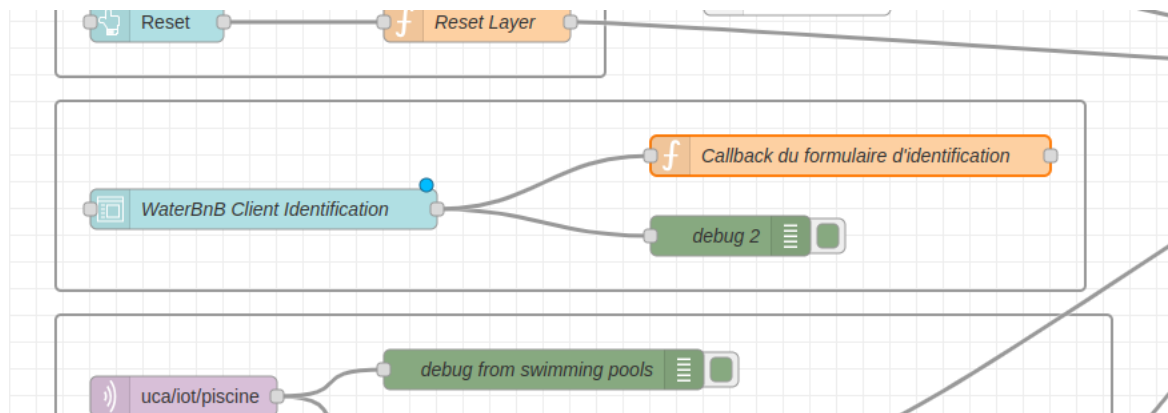 Reset
Reset Layer
Callback du formulaire d'identification
WaterBnB Client Identification
debug 2
debug from swimming pools
uca/iot/piscine